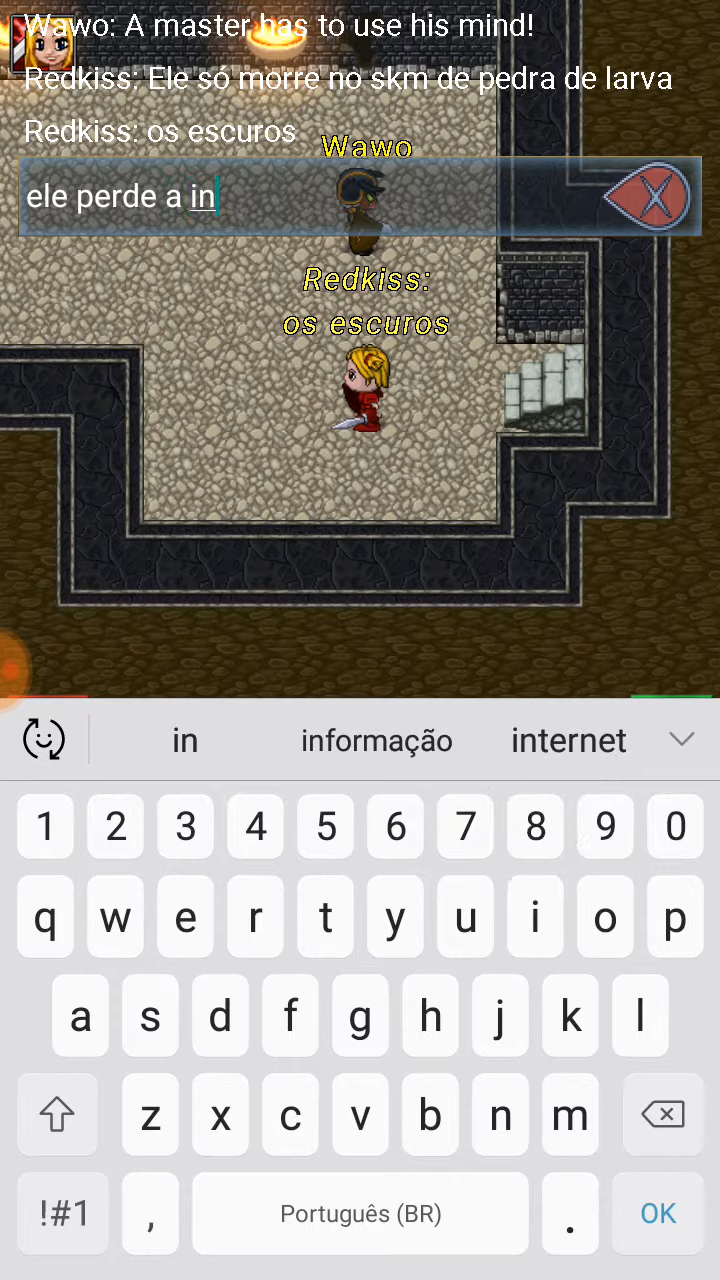 Wawo: A master has to use his mind!
Redkiss: Ele só morre no skm de pedra de larva
Redkiss: os escuros
Wawo
ele perde a in
Redkiss:
os escuros
in informação internet
1 2 3 4 5 6 7 8 9 0
q w e r t y u i o p
a s d f g h j k l
z x c v b n m
!#1 , Português (BR) . OK